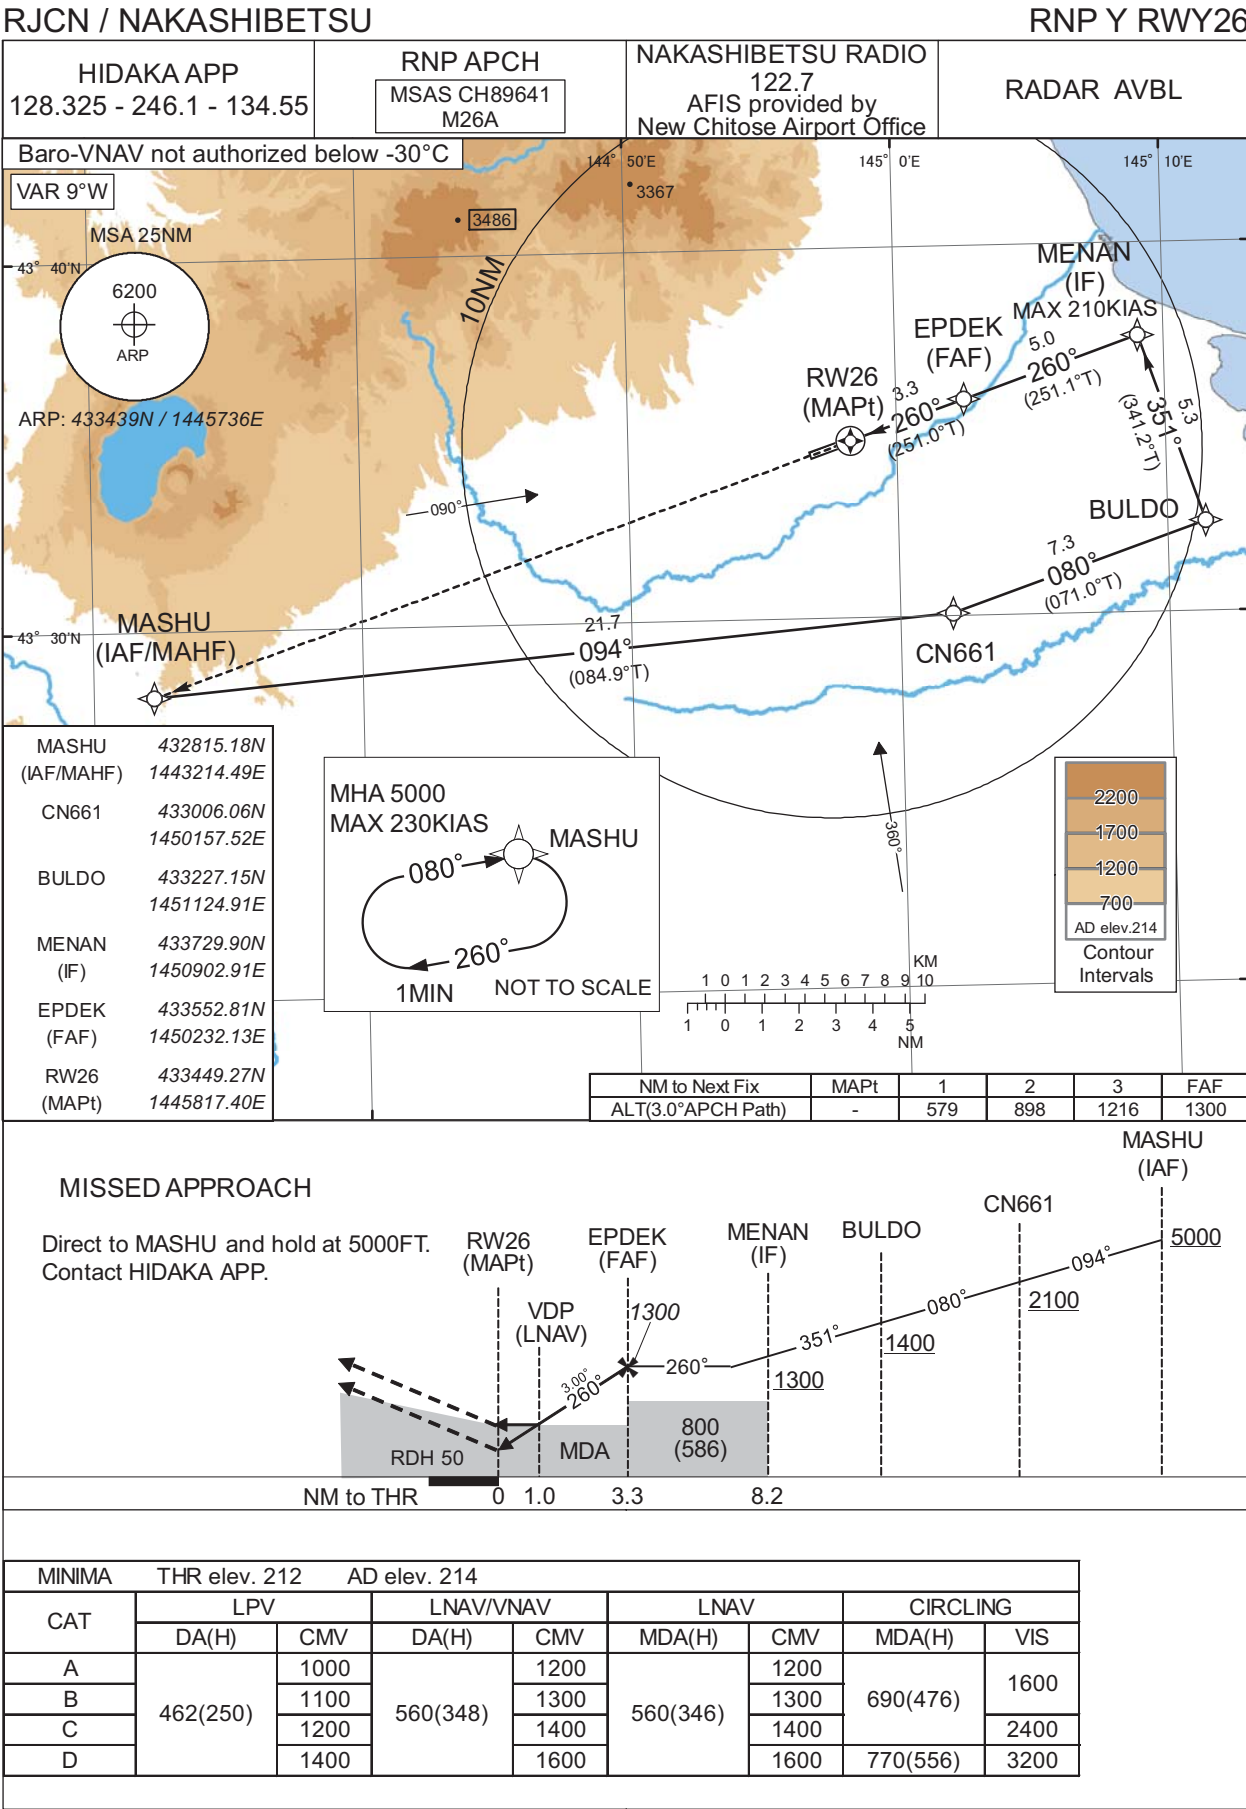 RJCN / NAKASHIBETSU
RNP Y RWY26
HIDAKA APP
128.325 - 246.1 - 134.55
RNP APCH
MSAS CH89641
M26A
NAKASHIBETSU RADIO
122.7
AFIS provided by
New Chitose Airport Office
RADAR AVBL
Baro-VNAV not authorized below -30°C
VAR 9°W
MSA 25NM
6200
ARP
ARP: 433439N / 1445736E
144° 50'E
145° 0'E
145° 10'E
43° 40'N
43° 30'N
3486
3367
10NM
MENAN
(IF)
MAX 210KIAS
EPDEK
(FAF)
5.0
260°
(251.1°T)
RW26
(MAPt)
3.3
260°
(251.0°T)
5.3
351°
(341.2°T)
BULDO
7.3
080°
(071.0°T)
090°
MASHU
(IAF/MAHF)
21.7
094°
(084.9°T)
CN661
360°
MASHU 432815.18N
(IAF/MAHF) 1443214.49E
CN661 433006.06N
1450157.52E
BULDO 433227.15N
1451124.91E
MENAN 433729.90N
(IF) 1450902.91E
EPDEK 433552.81N
(FAF) 1450232.13E
RW26 433449.27N
(MAPt) 1445817.40E
MHA 5000
MAX 230KIAS
MASHU
080°
260°
1MIN
NOT TO SCALE
2200
1700
1200
700
AD elev.214
Contour
Intervals
KM
1 0 1 2 3 4 5 6 7 8 9 10
1 0 1 2 3 4 5
NM
NM to Next Fix MAPt 1 2 3 FAF
ALT(3.0°APCH Path) - 579 898 1216 1300
MISSED APPROACH
Direct to MASHU and hold at 5000FT.
Contact HIDAKA APP.
MASHU
(IAF)
CN661
BULDO
MENAN
(IF)
EPDEK
(FAF)
RW26
(MAPt)
VDP
(LNAV)
1300
5000
094°
2100
080°
1400
351°
1300
260°
3.00°
260°
800
(586)
MDA
RDH 50
NM to THR 0 1.0 3.3 8.2
MINIMA THR elev. 212 AD elev. 214
CAT LPV LNAV/VNAV LNAV CIRCLING
DA(H) CMV DA(H) CMV MDA(H) CMV MDA(H) VIS
A 462(250) 1000 560(348) 1200 560(346) 1200 690(476) 1600
B 1100 1300 1300
C 1200 1400 1400 2400
D 1400 1600 1600 770(556) 3200